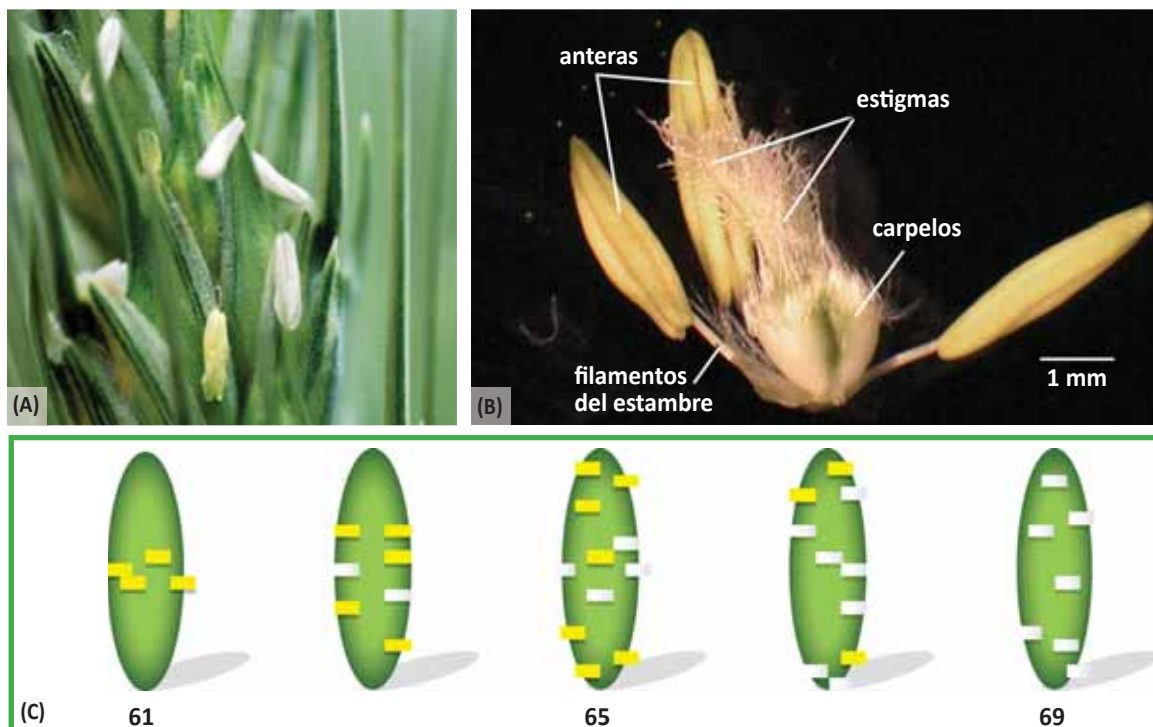 (A)
anteras
estigmas
carpelos
filamentos
del estambre
1 mm
(B)
(C)
61
65
69